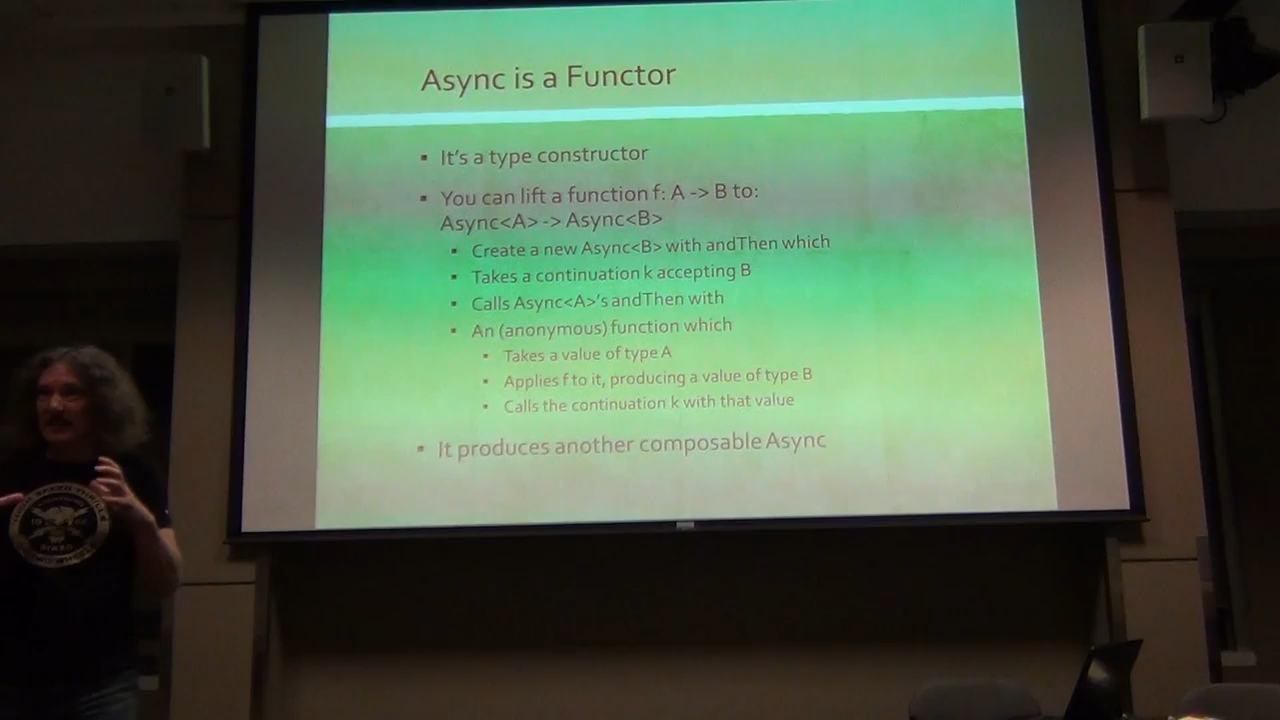 Async is a Functor
▪ It's a type constructor
▪ You can lift a function f: A -> B to:
Async<A> -> Async<B>
▪ Create a new Async<B> with andThen which
▪ Takes a continuation k accepting B
▪ Calls Async<A>'s andThen with
▪ An (anonymous) function which
▪ Takes a value of type A
▪ Applies f to it, producing a value of type B
▪ Calls the continuation k with that value
▪ It produces another composable Async